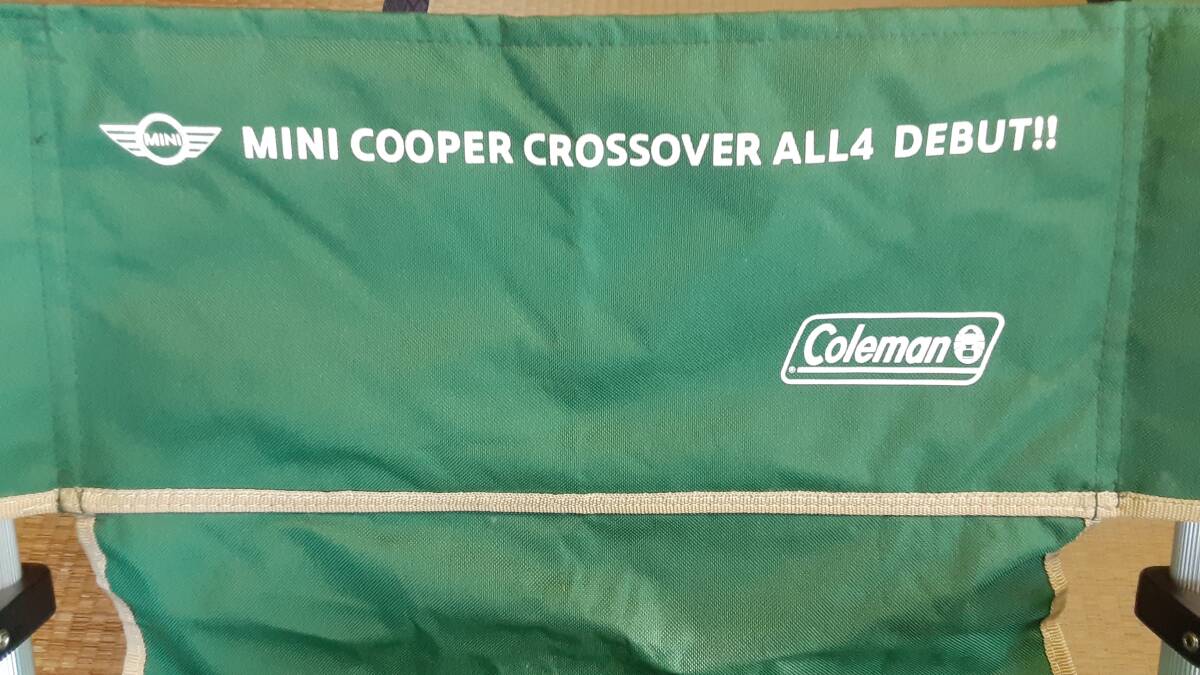 MINI MINI COOPER CROSSOVER ALL4 DEBUT!!
Coleman